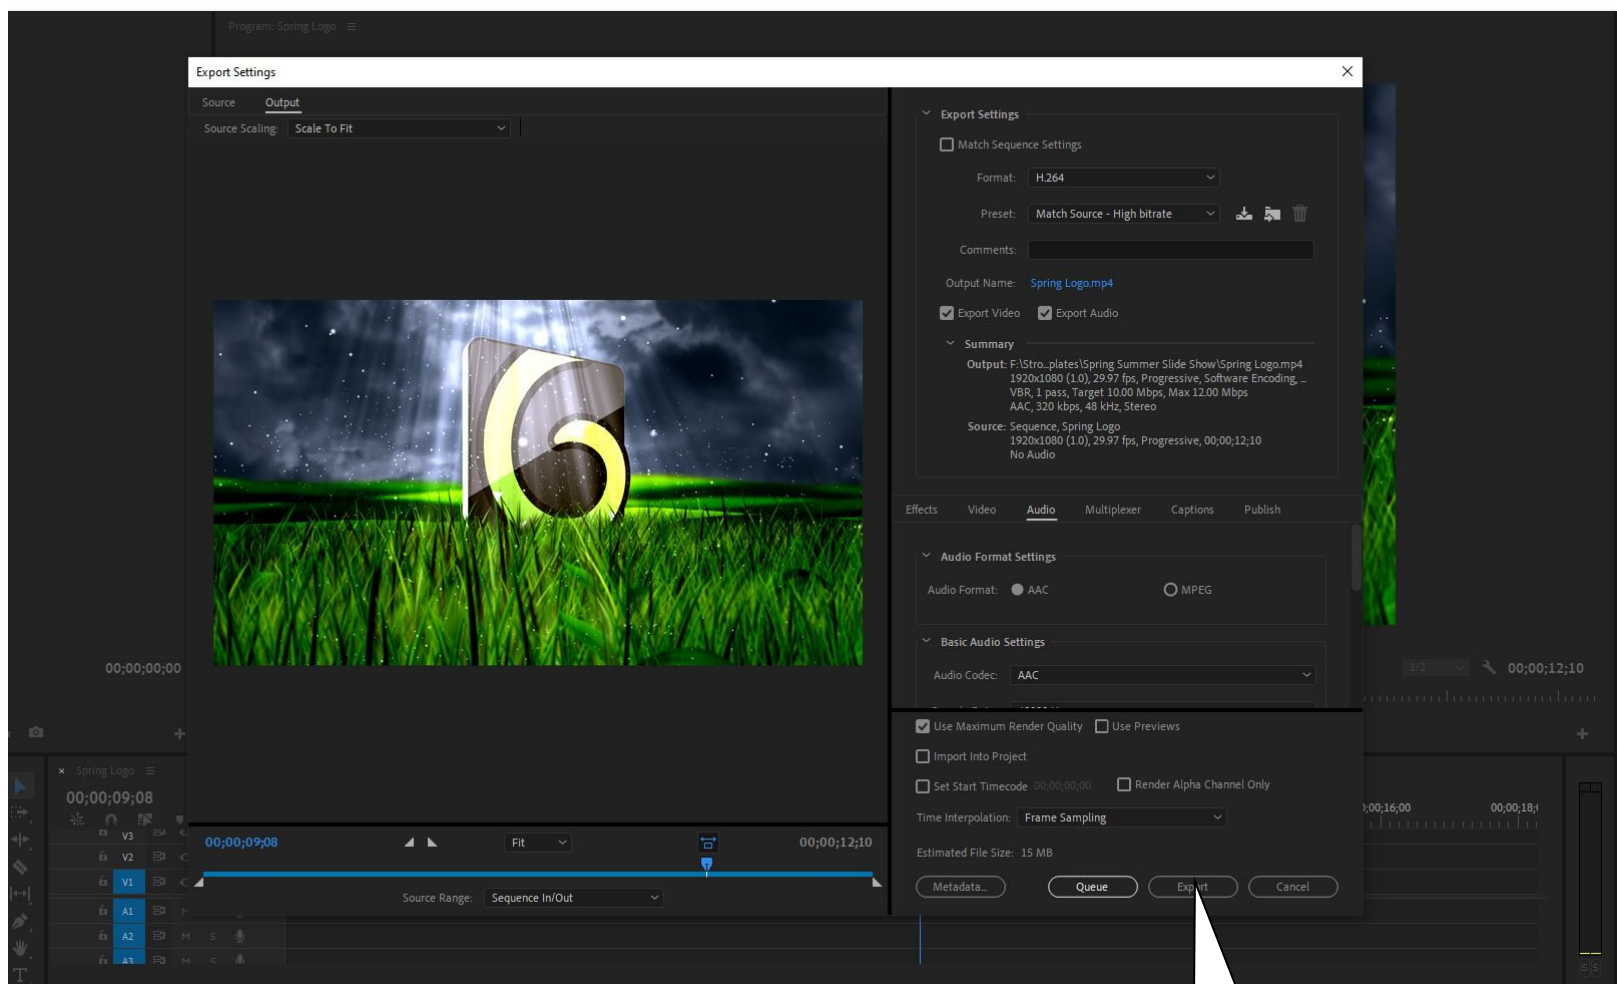 Program: Spring Logo
Export Settings
Source Output
Source Scaling: Scale To Fit
Export Settings
Match Sequence Settings
Format: H.264
Preset: Match Source - High bitrate
Comments:
Output Name: Spring Logo.mp4
Export Video Export Audio
Summary
Output: F:\Stro...plates\Spring Summer Slide Show\Spring Logo.mp4
1920x1080 (1.0), 29.97 fps, Progressive, Software Encoding, ...
VBR, 1 pass, Target 10.00 Mbps, Max 12.00 Mbps
AAC, 320 kbps, 48 kHz, Stereo
Source: Sequence, Spring Logo
1920x1080 (1.0), 29.97 fps, Progressive, 00;00;12;10
No Audio
Effects Video Audio Multiplexer Captions Publish
Audio Format Settings
Audio Format: AAC MPEG
Basic Audio Settings
Audio Codec: AAC
00;00;00;00
1/2 00;00;12;10
Use Maximum Render Quality Use Previews
Import Into Project
Set Start Timecode 00;00;00;00 Render Alpha Channel Only
Time Interpolation: Frame Sampling
Estimated File Size: 15 MB
Metadata... Queue Export Cancel
00;00;09;08 Fit 00;00;12;10
Source Range: Sequence In/Out
Spring Logo
00;00;09;08
;00;16;00 00;00;18;
V3
V2
V1
A1 M
A2 M S
A3 M S
S S